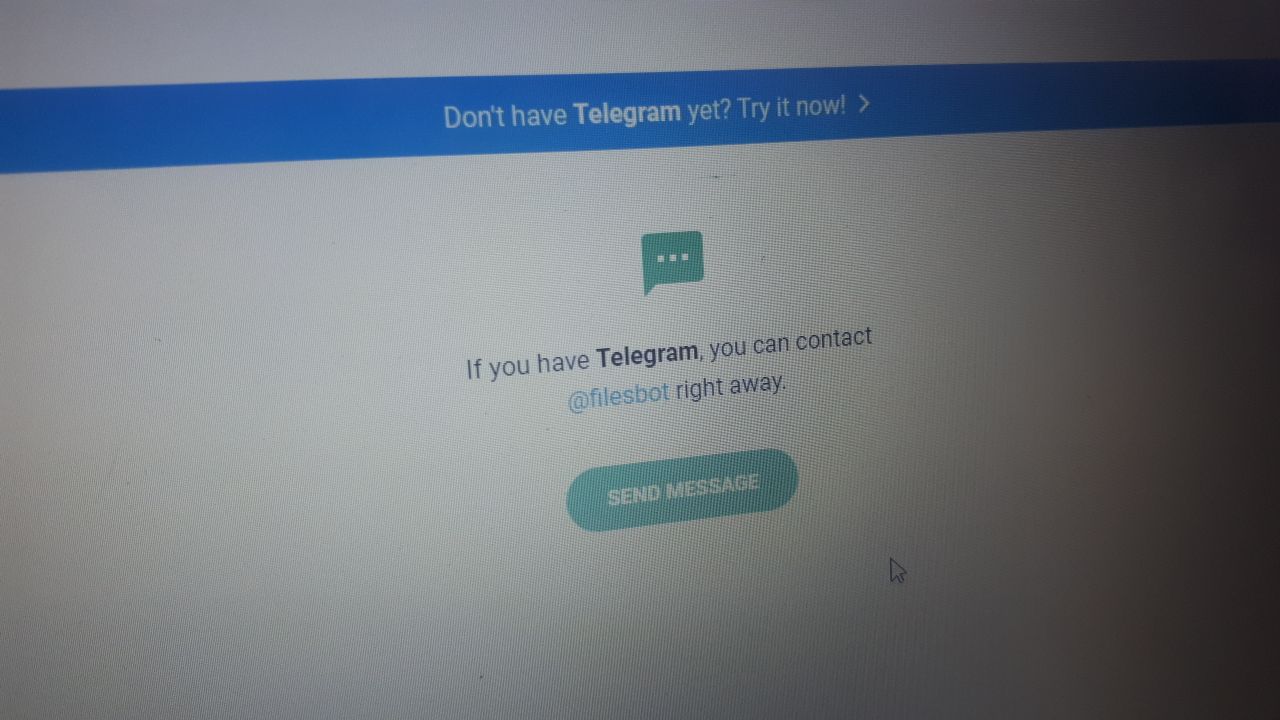 Don't have Telegram yet? Try it now!
If you have Telegram, you can contact
@filesbot right away.
SEND MESSAGE